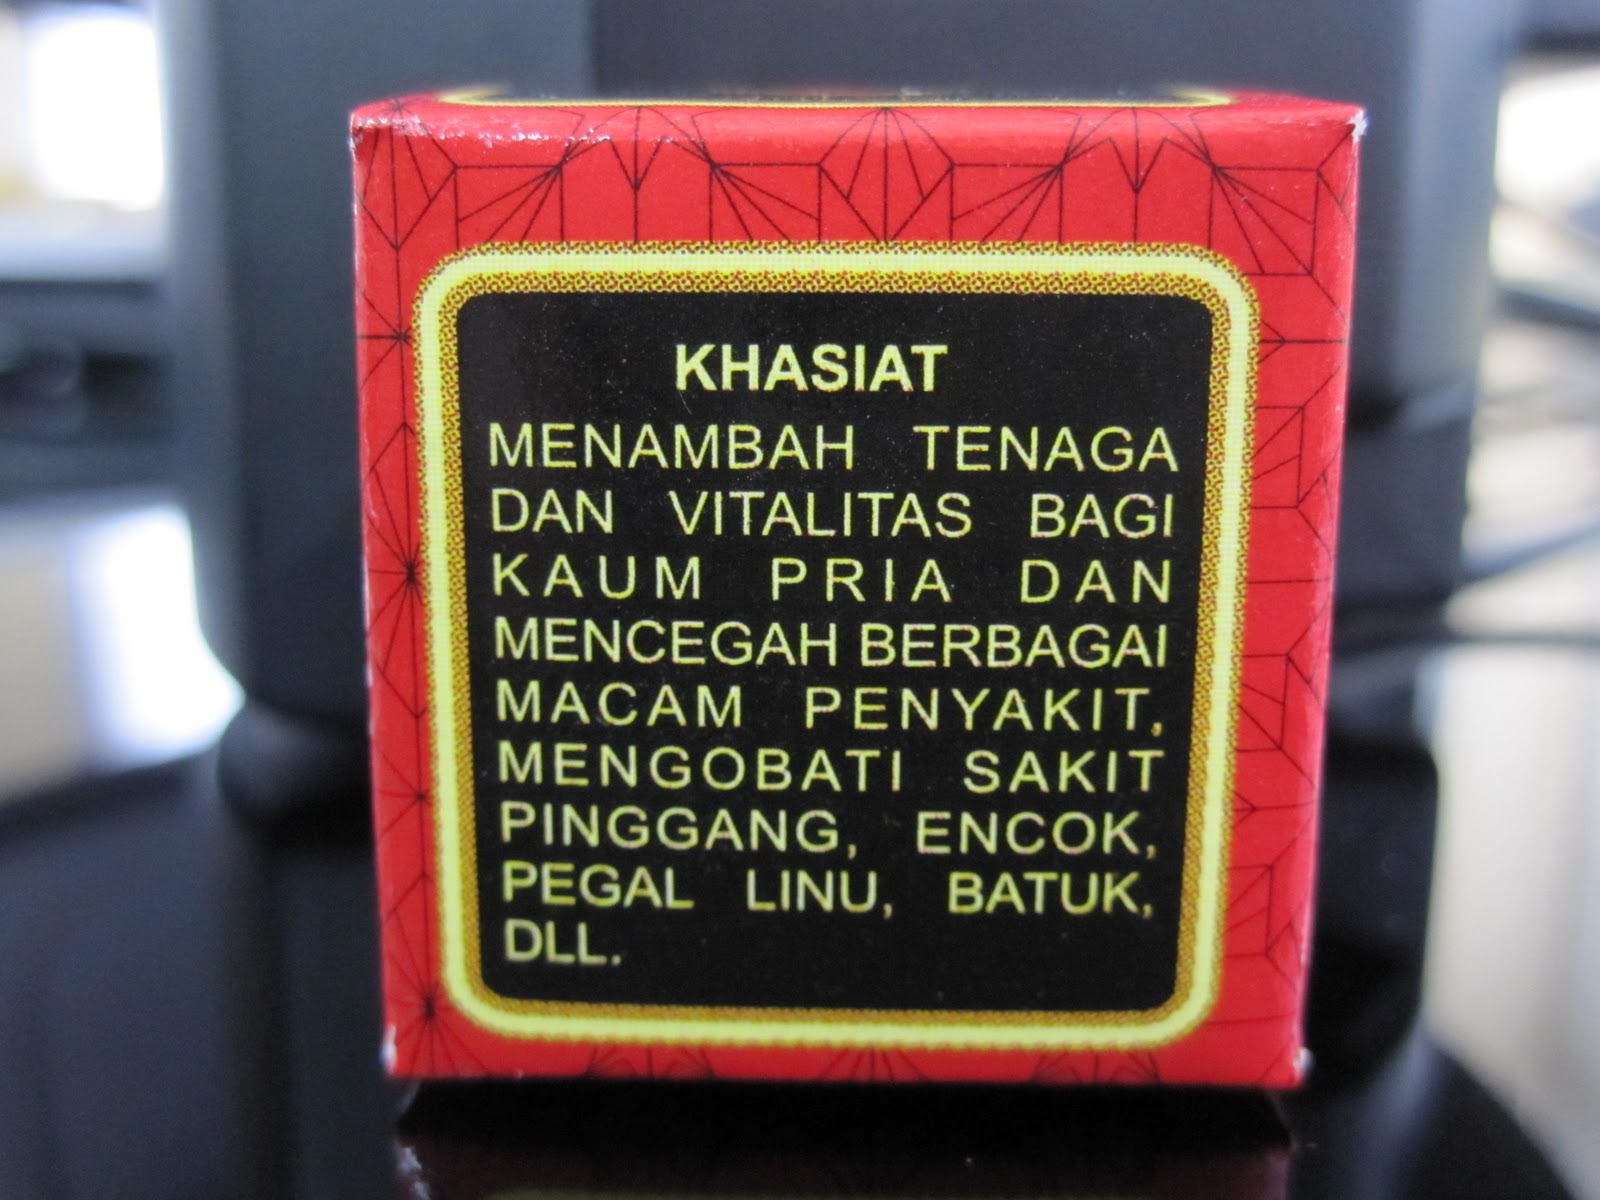 KHASIAT
MENAMBAH TENAGA
DAN VITALITAS BAGI
KAUM PRIA DAN
MENCEGAH BERBAGAI
MACAM PENYAKIT,
MENGOBATI SAKIT
PINGGANG, ENCOK,
PEGAL LINU, BATUK,
DLL.